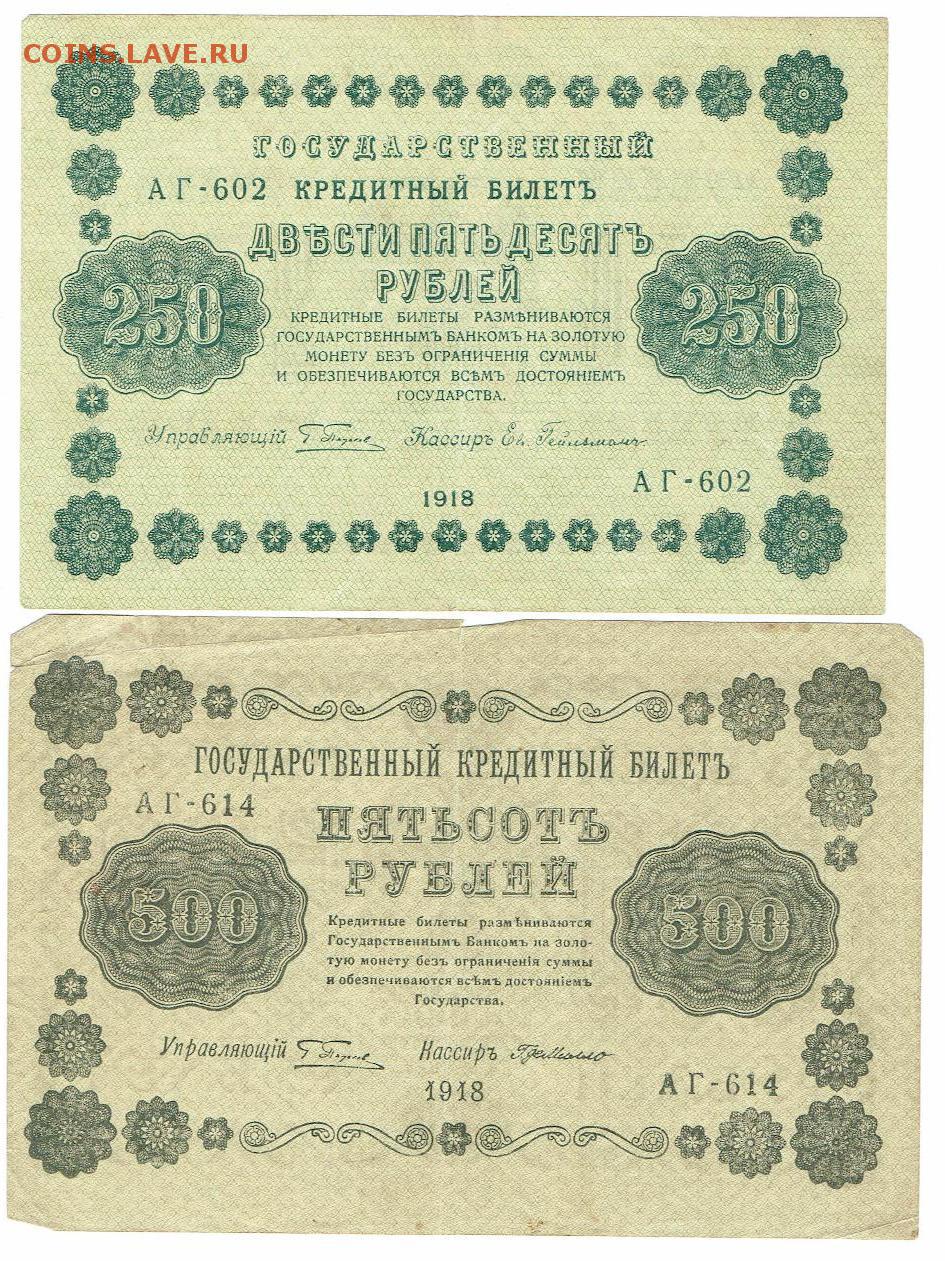 COINS.LAVE.RU
ГОСУДАРСТВЕННЫЙ
АГ-602 КРЕДИТНЫЙ БИЛЕТЪ
ДВѢСТИ ПЯТЬДЕСЯТЪ
РУБЛЕЙ
250
250
КРЕДИТНЫЕ БИЛЕТЫ РАЗМѢНИВАЮТСЯ
ГОСУДАРСТВЕННЫМЪ БАНКОМЪ НА ЗОЛОТУЮ
МОНЕТУ БЕЗЪ ОГРАНИЧЕНІЯ СУММЫ
И ОБЕЗПЕЧИВАЮТСЯ ВСѢМЪ ДОСТОЯНІЕМЪ
ГОСУДАРСТВА.
Управляющій Кассиръ Ев. Гейльманъ
1918
АГ-602
ГОСУДАРСТВЕННЫЙ КРЕДИТНЫЙ БИЛЕТЪ
АГ-614
ПЯТЬСОТЪ
РУБЛЕЙ
500
500
Кредитные билеты размѣниваются
Государственнымъ Банкомъ на золо-
тую монету безъ ограниченія суммы
и обезпечиваются всѣмъ достояніемъ
Государства.
Управляющій Кассиръ
1918
АГ-614